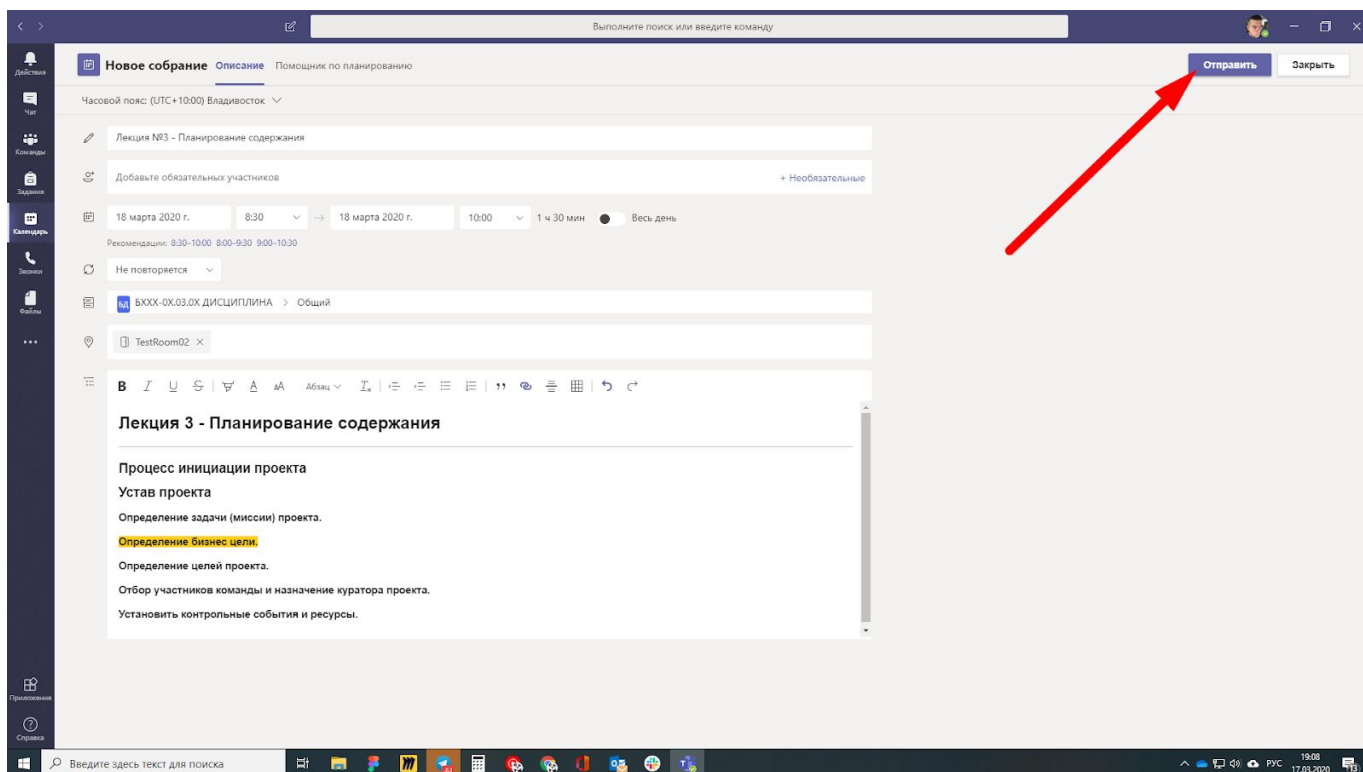 Выполните поиск или введите команду
Действия
Чат
Команды
Задания
Календарь
Звонки
Файлы
Приложения
Справка
Новое собрание Описание Помощник по планированию
Отправить Закрыть
Часовой пояс: (UTC+10:00) Владивосток
Лекция №3 - Планирование содержания
Добавьте обязательных участников + Необязательные
18 марта 2020 г. 8:30 → 18 марта 2020 г. 10:00 1 ч 30 мин Весь день
Рекомендации: 8:30-10:00 8:00-9:30 9:00-10:30
Не повторяется
БД БХХХ-0Х.03.0Х ДИСЦИПЛИНА > Общий
TestRoom02 ×
B I U S A AA Абзац
Лекция 3 - Планирование содержания
Процесс инициации проекта
Устав проекта
Определение задачи (миссии) проекта.
Определение бизнес цели.
Определение целей проекта.
Отбор участников команды и назначение куратора проекта.
Установить контрольные события и ресурсы.
Введите здесь текст для поиска
РУС
19:08
17.03.2020